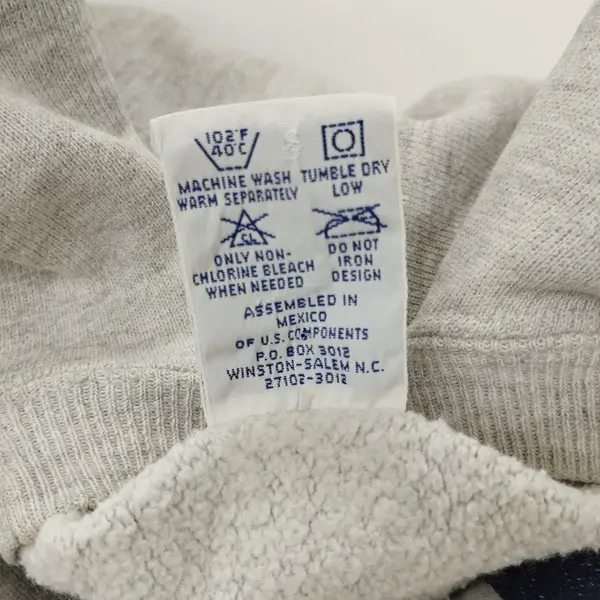 102°F
40°C
MACHINE WASH
WARM SEPARATELY
TUMBLE DRY
LOW
CL
ONLY NON-
CHLORINE BLEACH
WHEN NEEDED
DO NOT
IRON
DESIGN
ASSEMBLED IN
MEXICO
OF U.S. COMPONENTS
P.O. BOX 3012
WINSTON-SALEM N.C.
27102-3012